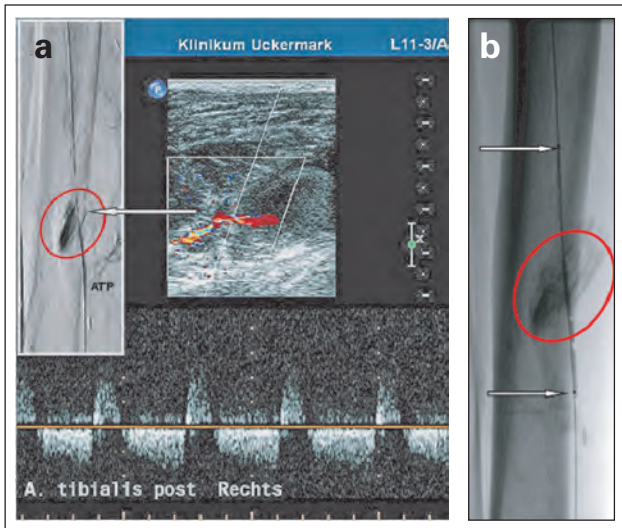 a
Klinikum Uckermark
L11-3/A
ATP
A. tibialis post Rechts
b